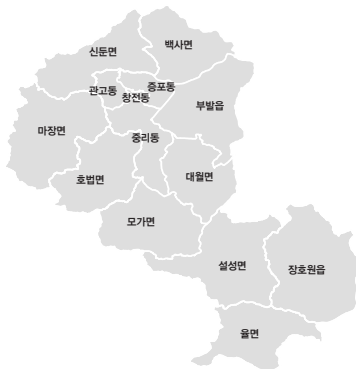 백사면
신둔면
관고동
증포동
창전동
부발읍
마장면
중리동
호법면
대월면
모가면
설성면
장호원읍
율면